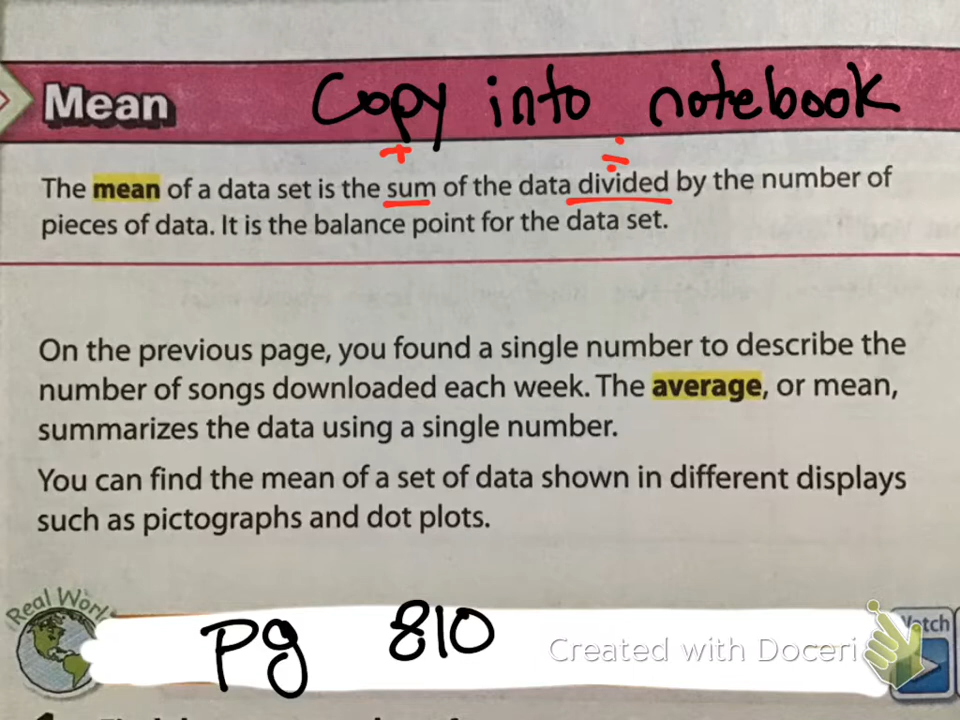 Mean Copy into notebook
+ ÷
The mean of a data set is the sum of the data divided by the number of
pieces of data. It is the balance point for the data set.
On the previous page, you found a single number to describe the
number of songs downloaded each week. The average, or mean,
summarizes the data using a single number.
You can find the mean of a set of data shown in different displays
such as pictographs and dot plots.
Real World
pg 810
Created with Doceri